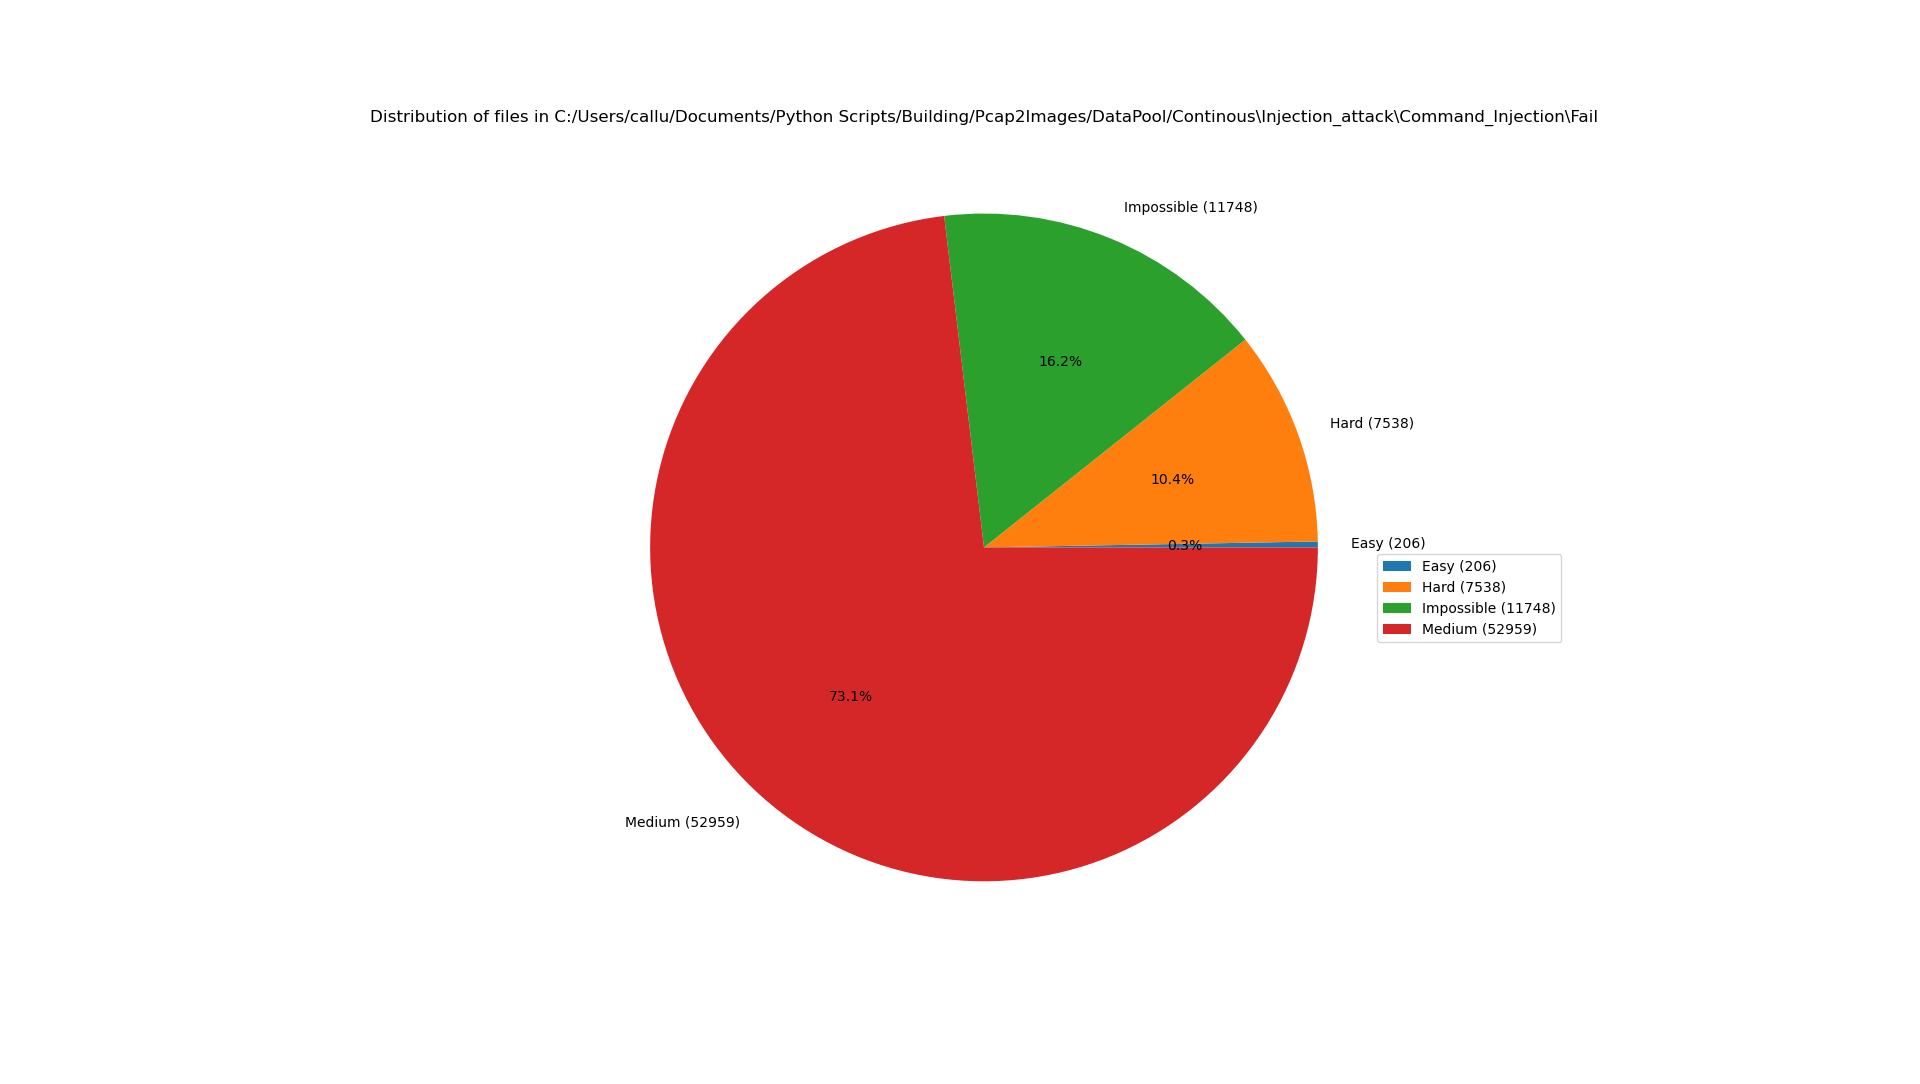 Distribution of files in C:/Users/callu/Documents/Python Scripts/Building/Pcap2Images/DataPool/Continous\Injection_attack\Command_Injection\Fail
Impossible (11748)
16.2%
Hard (7538)
10.4%
0.3%
Easy (206)
Easy (206)
Hard (7538)
Impossible (11748)
Medium (52959)
73.1%
Medium (52959)